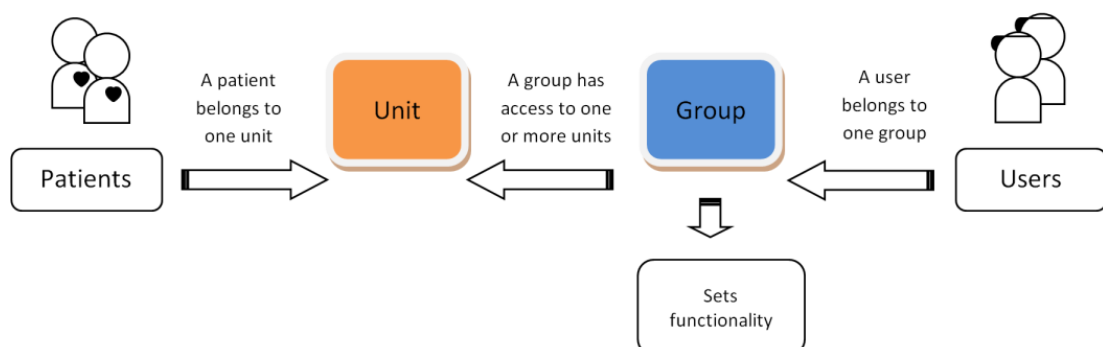 A patient
belongs to
one unit
Unit
A group has
access to one
or more units
Group
A user
belongs to
one group
Patients
Users
Sets
functionality